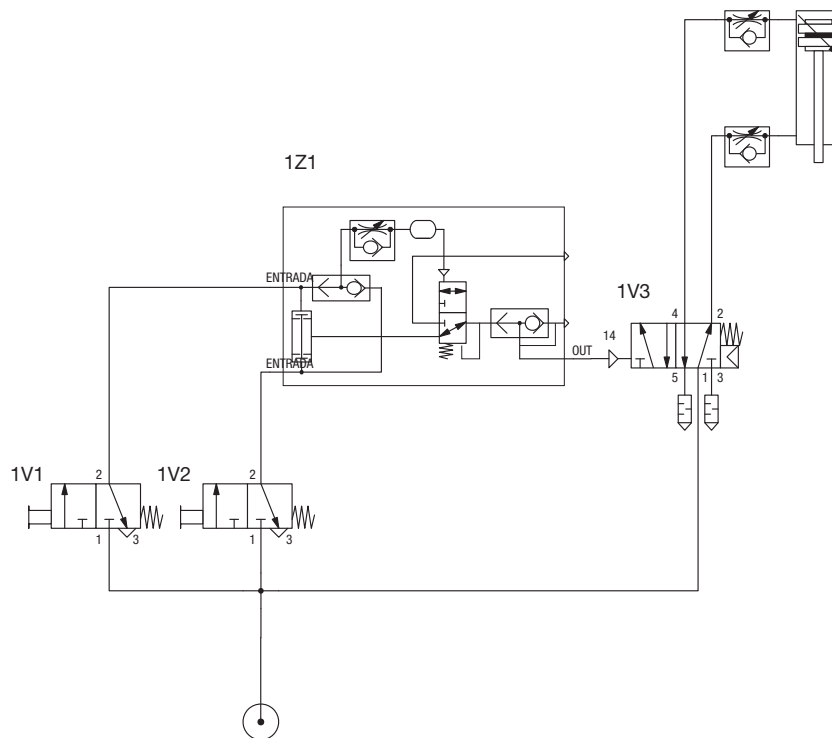 1Z1
ENTRADA
1V3
4 2
14
OUT
ENTRADA
5 1 3
1V1 2 1V2 2
1 3 1 3